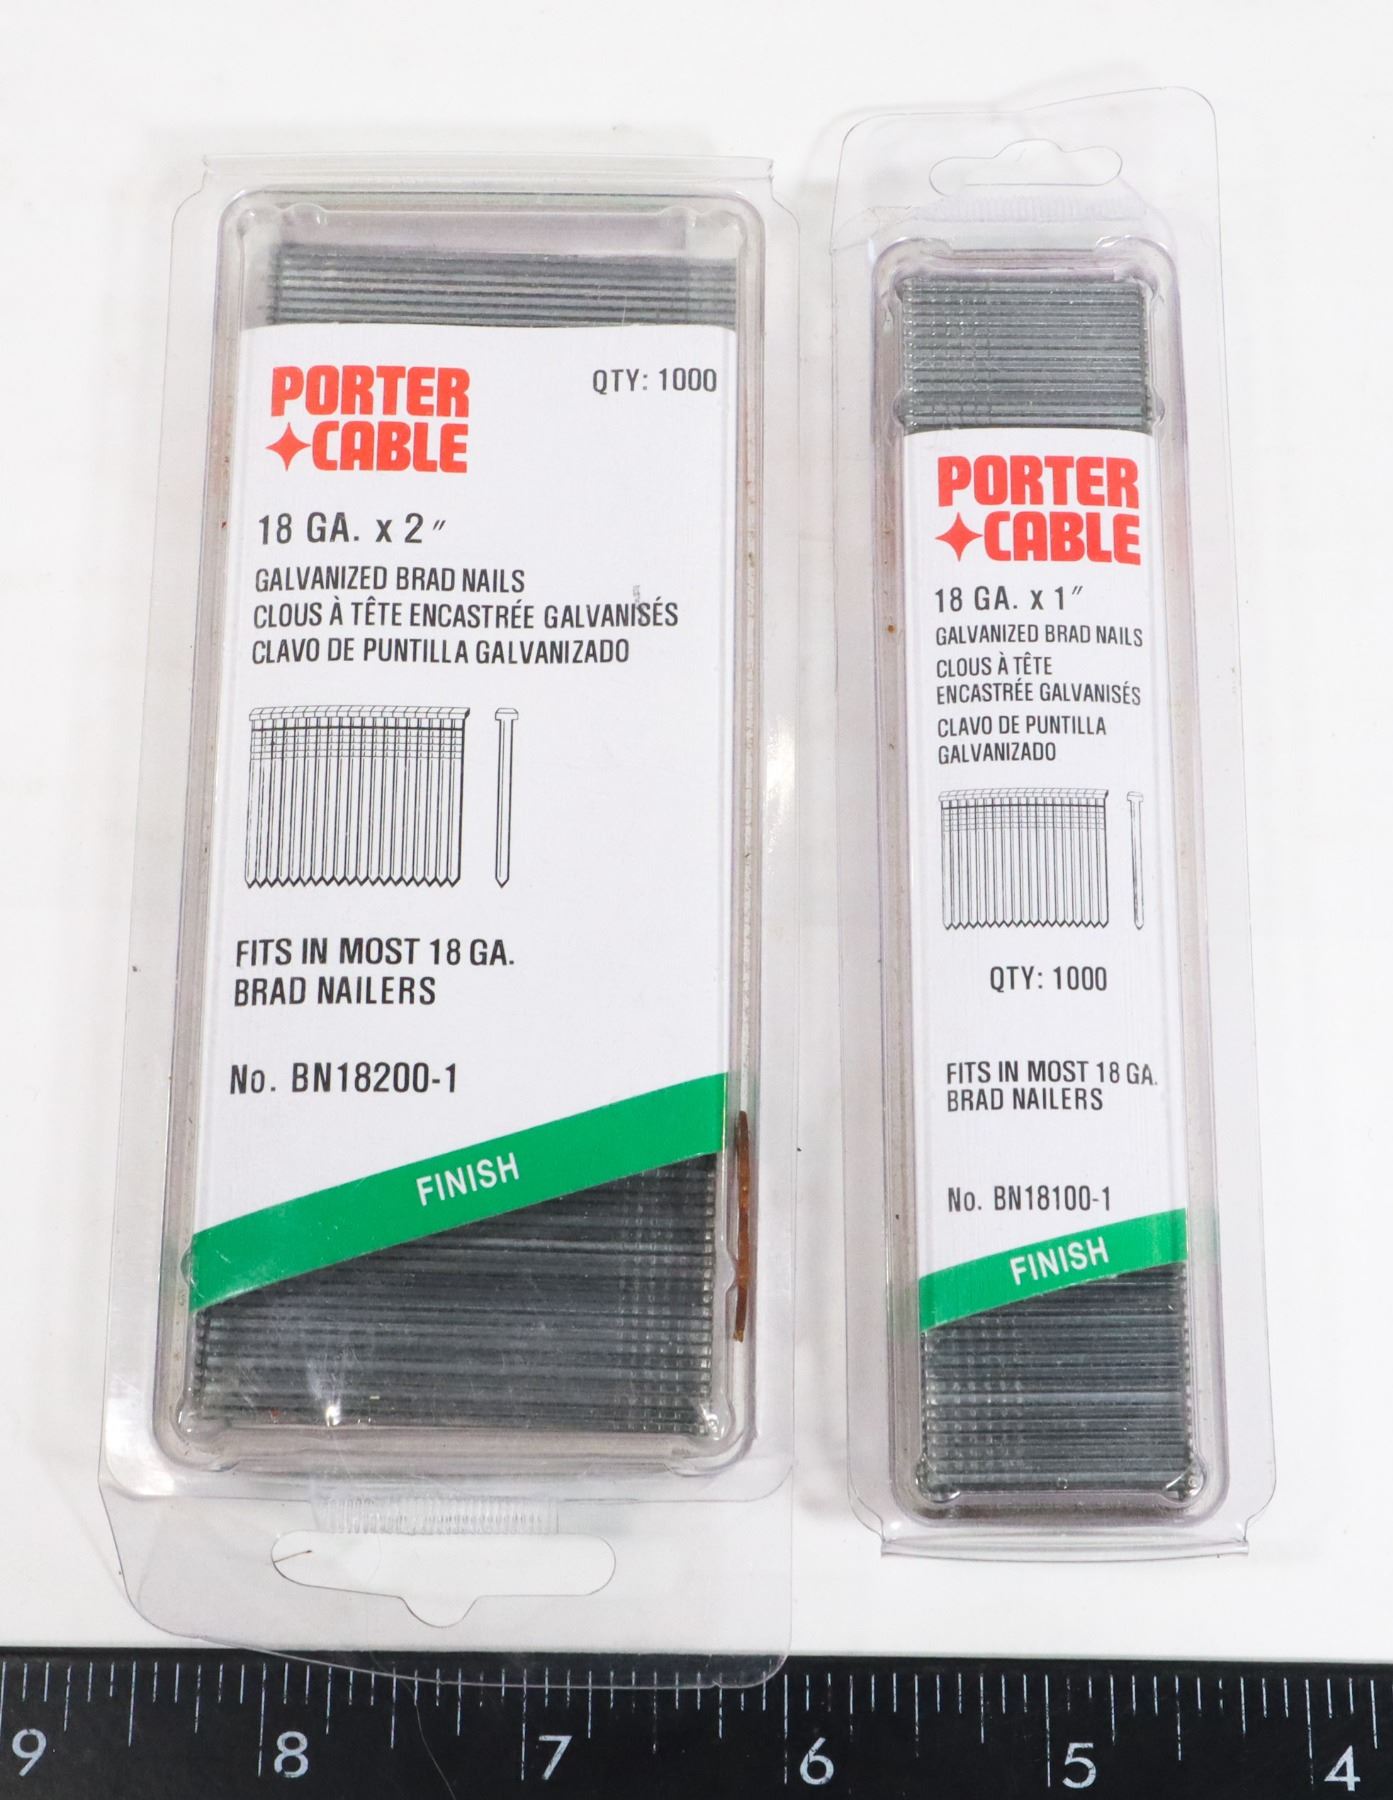 PORTER
CABLE
QTY: 1000
18 GA. x 2"
GALVANIZED BRAD NAILS
CLOUS À TÊTE ENCASTRÉE GALVANISÉS
CLAVO DE PUNTILLA GALVANIZADO
FITS IN MOST 18 GA.
BRAD NAILERS
No. BN18200-1
FINISH
PORTER
CABLE
18 GA. x 1"
GALVANIZED BRAD NAILS
CLOUS À TÊTE
ENCASTRÉE GALVANISÉS
CLAVO DE PUNTILLA
GALVANIZADO
QTY: 1000
FITS IN MOST 18 GA.
BRAD NAILERS
No. BN18100-1
FINISH
9 8 7 6 5 4